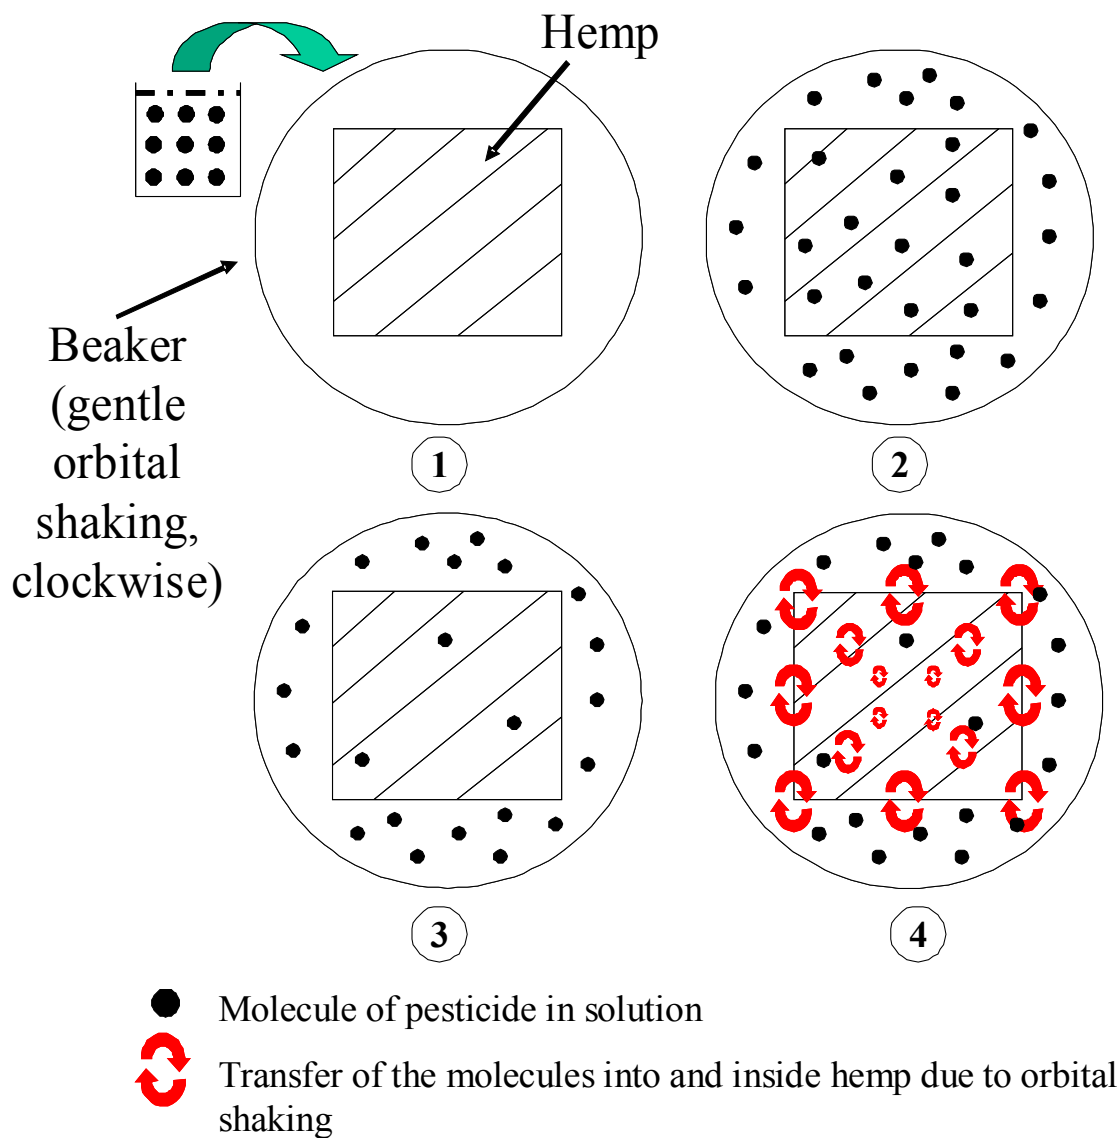 Hemp
Beaker
(gentle
orbital
shaking,
clockwise)
1
2
3
4
Molecule of pesticide in solution
Transfer of the molecules into and inside hemp due to orbital
shaking